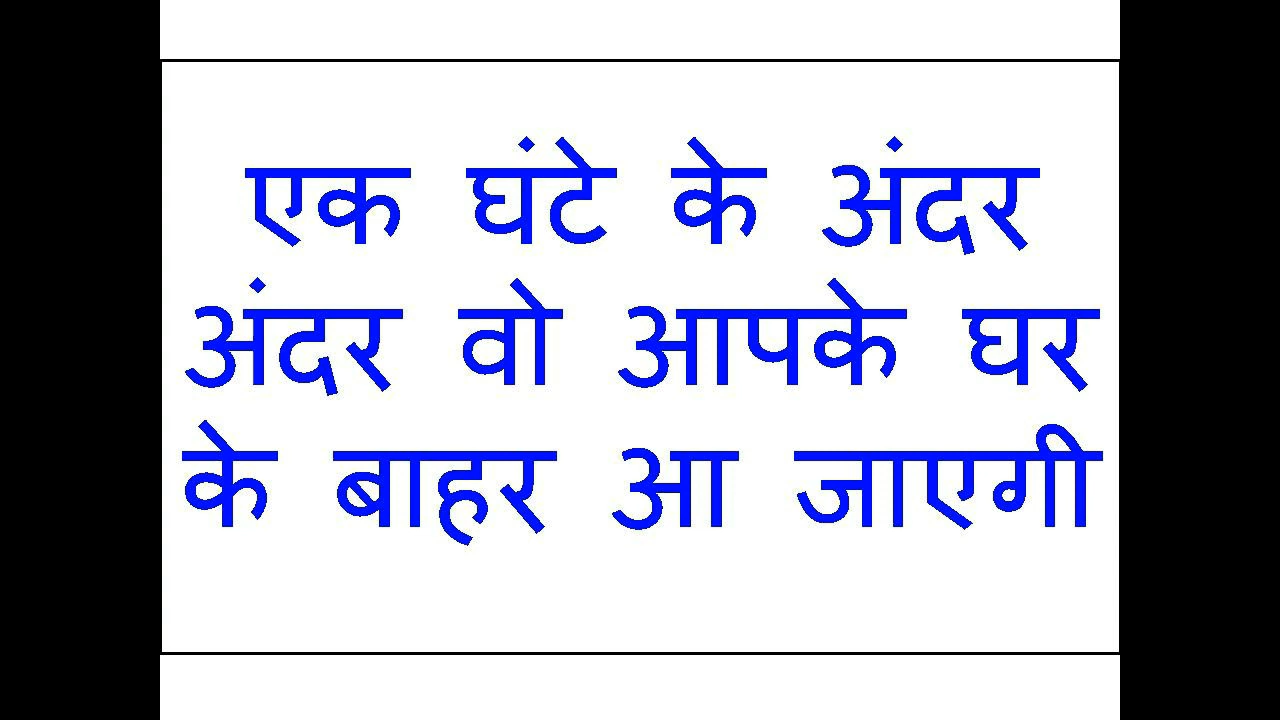 एक घंटे के अंदर
अंदर वो आपके घर
के बाहर आ जाएगी